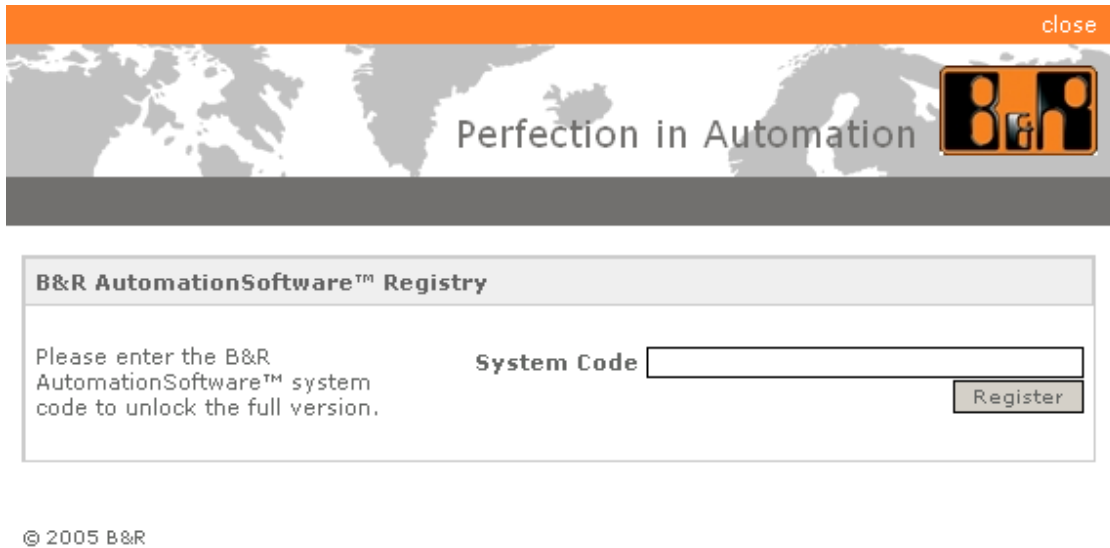 close
Perfection in Automation B&R
B&R AutomationSoftware™ Registry
Please enter the B&R
AutomationSoftware™ system
code to unlock the full version.
System Code
Register
© 2005 B&R